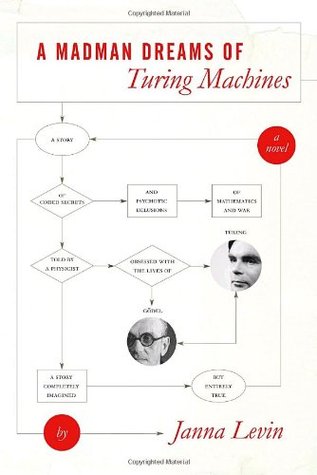 Copyrighted Material
A MADMAN DREAMS OF
Turing Machines
A STORY
a
novel
OF
CODED SECRETS
AND
PSYCHOTIC
DELUSIONS
OF
MATHEMATICS
AND WAR
TURING
TOLD BY
A PHYSICIST
OBSESSED WITH
THE LIVES OF
GÖDEL
A STORY
COMPLETELY
IMAGINED
BUT
ENTIRELY
TRUE.
by
Janna Levin
Copyrighted Material